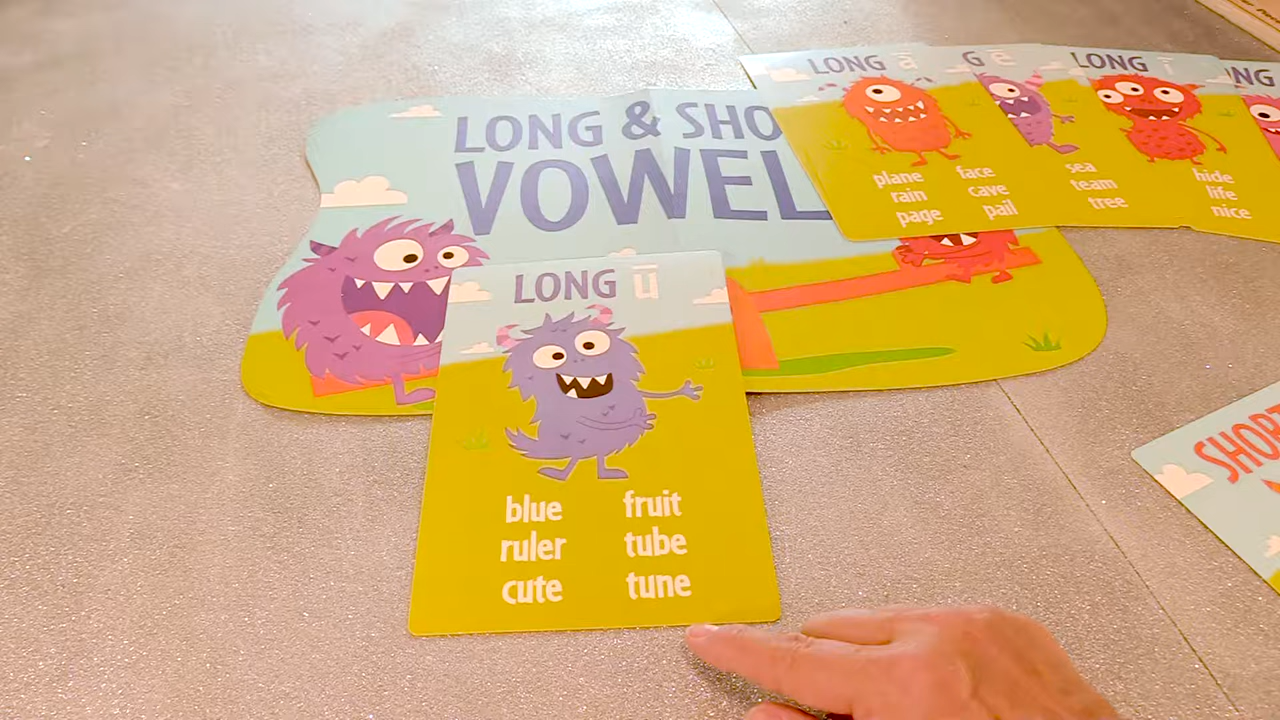 LONG & SHO
VOWEL
LONG ā
plane face
rain cave
page pail
G ē
sea
team
tree
LONG ī
hide
life
nice
NG
LONG ū
blue fruit
ruler tube
cute tune
SHORT